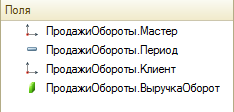 Поля
ПродажиОбороты.Мастер
ПродажиОбороты.Период
ПродажиОбороты.Клиент
ПродажиОбороты.ВыручкаОборот